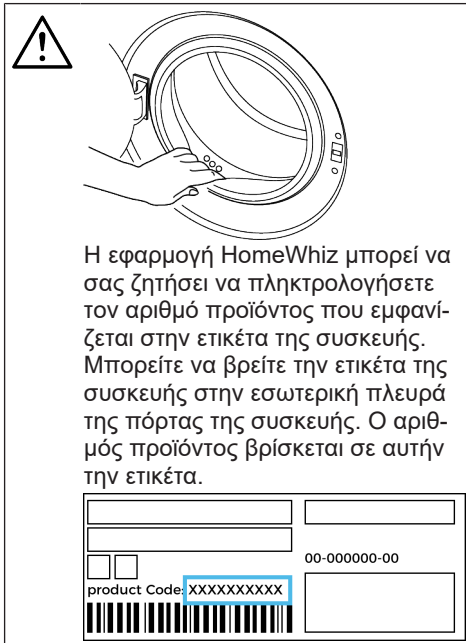 Η εφαρμογή HomeWhiz μπορεί να
σας ζητήσει να πληκτρολογήσετε
τον αριθμό προϊόντος που εμφανί-
ζεται στην ετικέτα της συσκευής.
Μπορείτε να βρείτε την ετικέτα της
συσκευής στην εσωτερική πλευρά
της πόρτας της συσκευής. Ο αριθ-
μός προϊόντος βρίσκεται σε αυτήν
την ετικέτα.
00-000000-00
product Code: XXXXXXXXXX